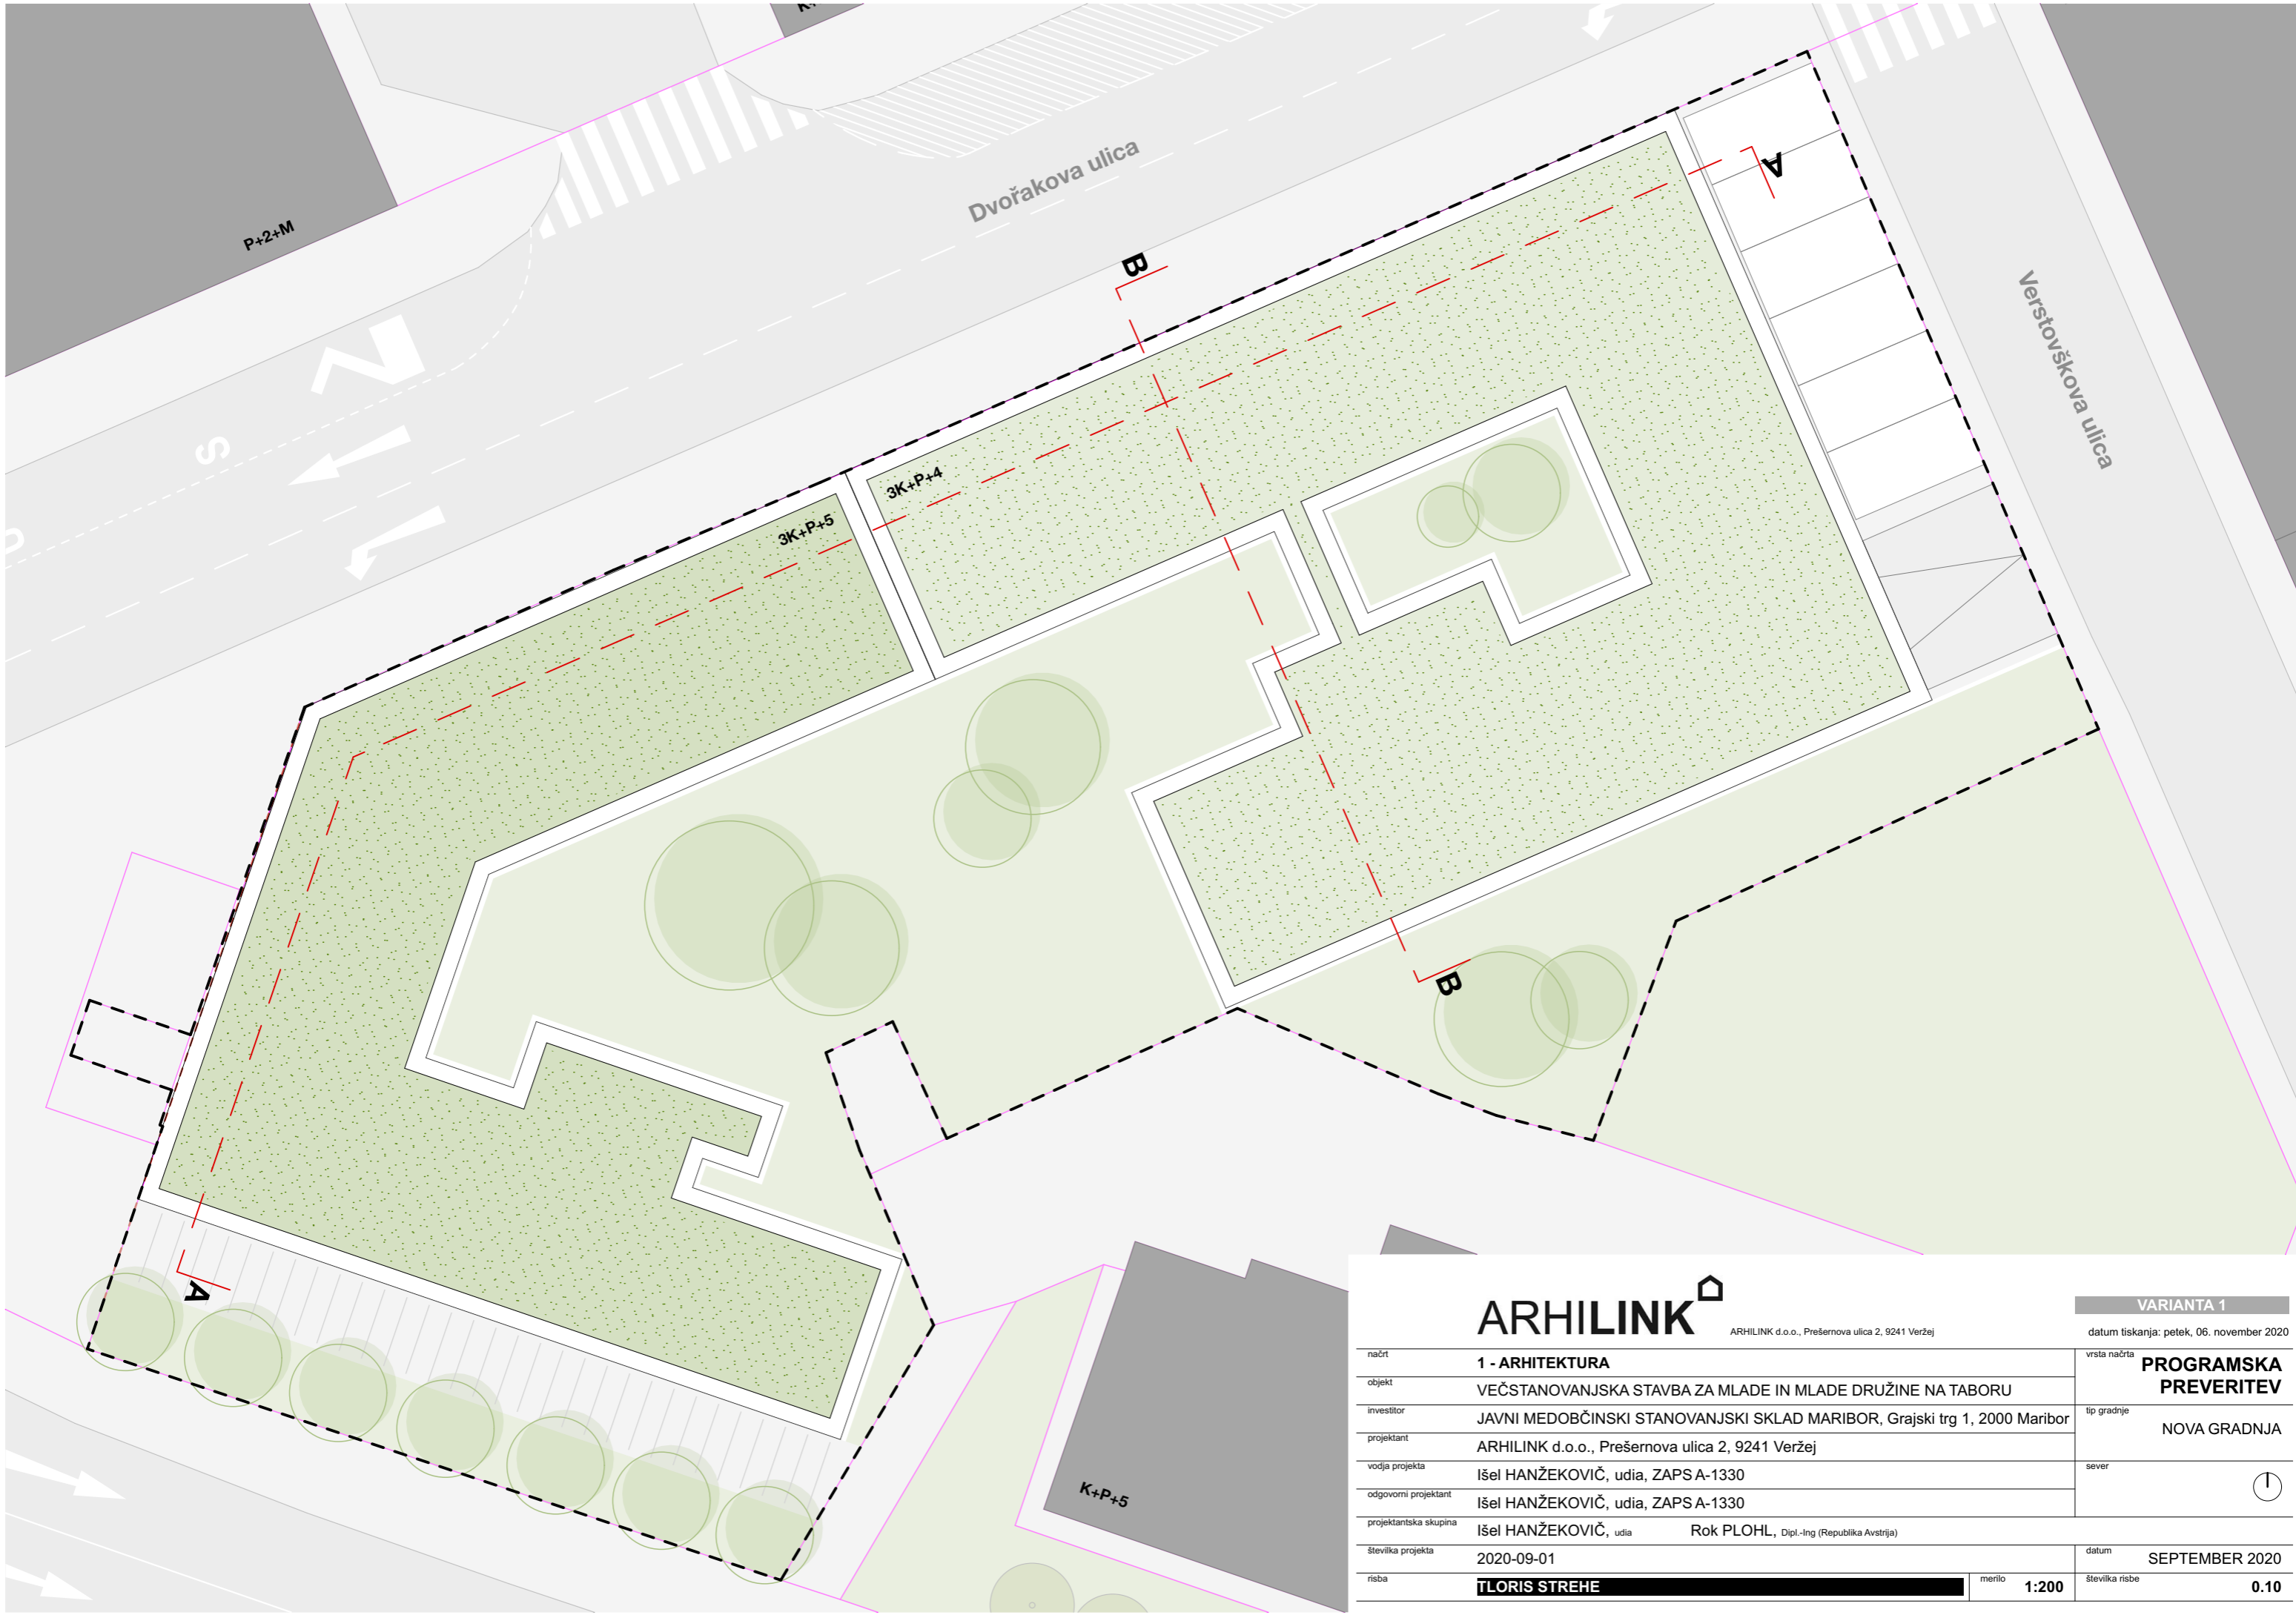 P+2+M
Dvořakova ulica
Verstovškova ulica
A
B
3K+P+4
3K+P+5
S
B
A
K+P+5
ARHILINK
ARHILINK d.o.o., Prešernova ulica 2, 9241 Veržej
VARIANTA 1
datum tiskanja: petek, 06. november 2020
načrt
1 - ARHITEKTURA
vrsta načrta
PROGRAMSKA
PREVERITEV
objekt
VEČSTANOVANJSKA STAVBA ZA MLADE IN MLADE DRUŽINE NA TABORU
investitor
JAVNI MEDOBČINSKI STANOVANJSKI SKLAD MARIBOR, Grajski trg 1, 2000 Maribor
tip gradnje
NOVA GRADNJA
projektant
ARHILINK d.o.o., Prešernova ulica 2, 9241 Veržej
vodja projekta
Išel HANŽEKOVIČ, udia, ZAPS A-1330
sever
odgovorni projektant
Išel HANŽEKOVIČ, udia, ZAPS A-1330
projektantska skupina
Išel HANŽEKOVIČ, udia Rok PLOHL, Dipl.-Ing (Republika Avstrija)
številka projekta
2020-09-01
datum
SEPTEMBER 2020
risba
TLORIS STREHE
merilo
1:200
številka risbe
0.10